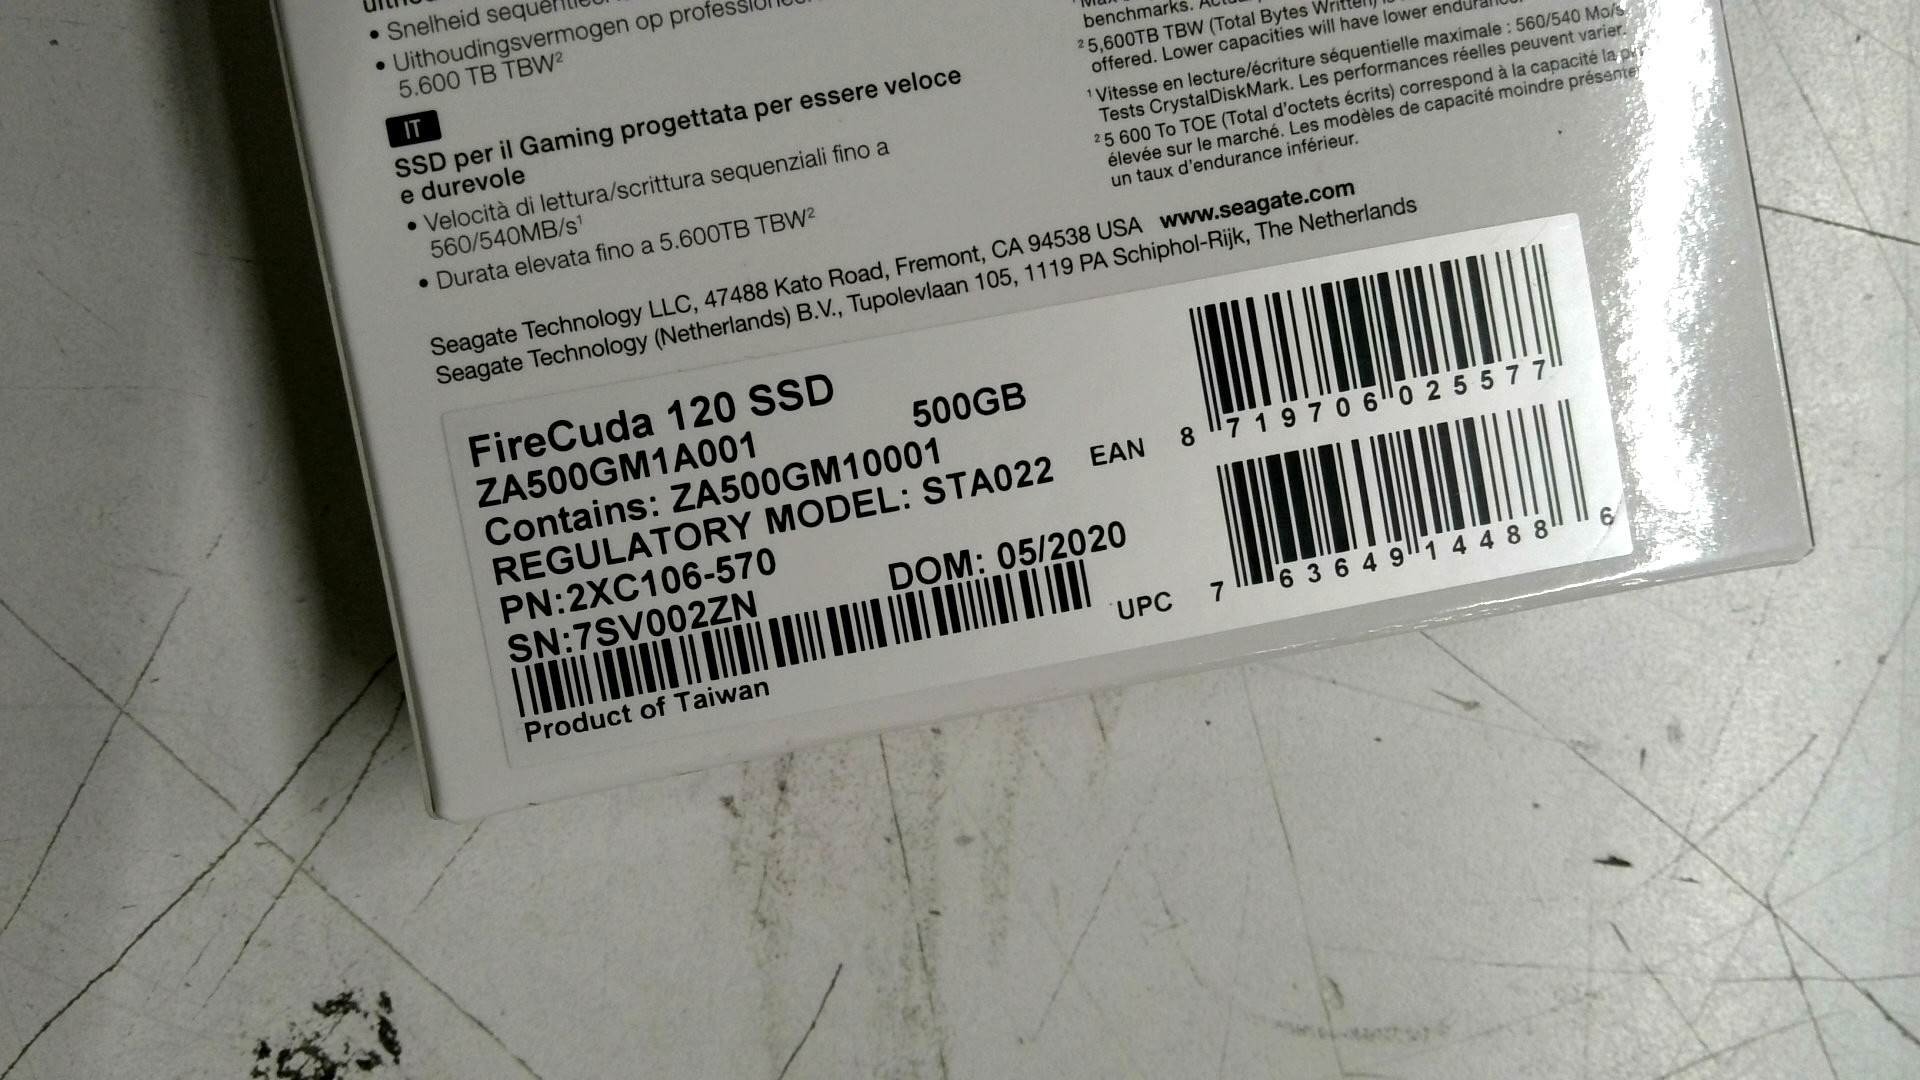 • Snelheid
• Uithoudingsvermogen op
5.600 TB TBW²
IT
SSD per il Gaming progettata per essere veloce
e durevole
• Velocità di lettura/scrittura sequenziali fino a
560/540MB/s¹
• Durata elevata fino a 5.600TB TBW²
benchmarks.
² 5,600TB TBW (Total Bytes Written)
offered. Lower capacities will have lower
¹ Vitesse en lecture/écriture séquentielle maximale : 560/540 Mo/s.
Tests CrystalDiskMark. Les performances réelles peuvent varier.
² 5 600 To TOE (Total d'octets écrits) correspond à la capacité la
élevée sur le marché. Les modèles de capacité moindre
un taux d'endurance inférieur.
Seagate Technology LLC, 47488 Kato Road, Fremont, CA 94538 USA www.seagate.com
Seagate Technology (Netherlands) B.V., Tupolevlaan 105, 1119 PA Schiphol-Rijk, The Netherlands
FireCuda 120 SSD
ZA500GM1A001 500GB
Contains: ZA500GM10001
REGULATORY MODEL: STA022
PN:2XC106-570
SN:7SV002ZN DOM: 05/2020
Product of Taiwan
EAN 8 719706 025577
UPC 7 63649 14488 6